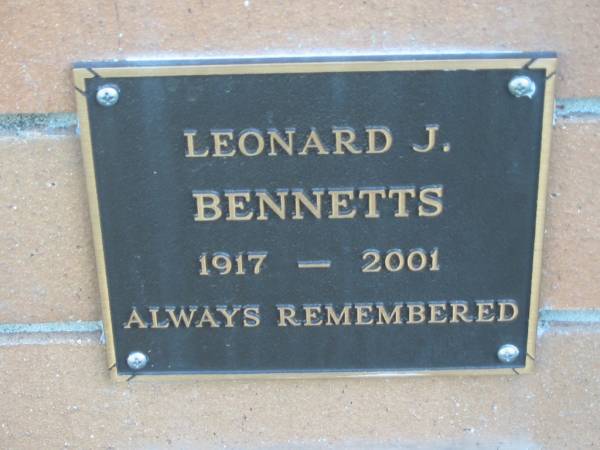 LEONARD J.
BENNETTS
1917 — 2001
ALWAYS REMEMBERED